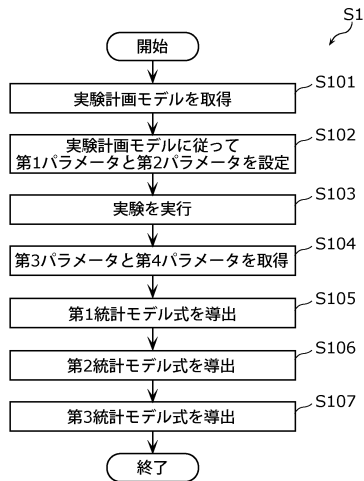 S1
開始
実験計画モデルを取得
S101
実験計画モデルに従って
第1パラメータと第2パラメータを設定
S102
実験を実行
S103
第3パラメータと第4パラメータを取得
S104
第1統計モデル式を導出
S105
第2統計モデル式を導出
S106
第3統計モデル式を導出
S107
終了